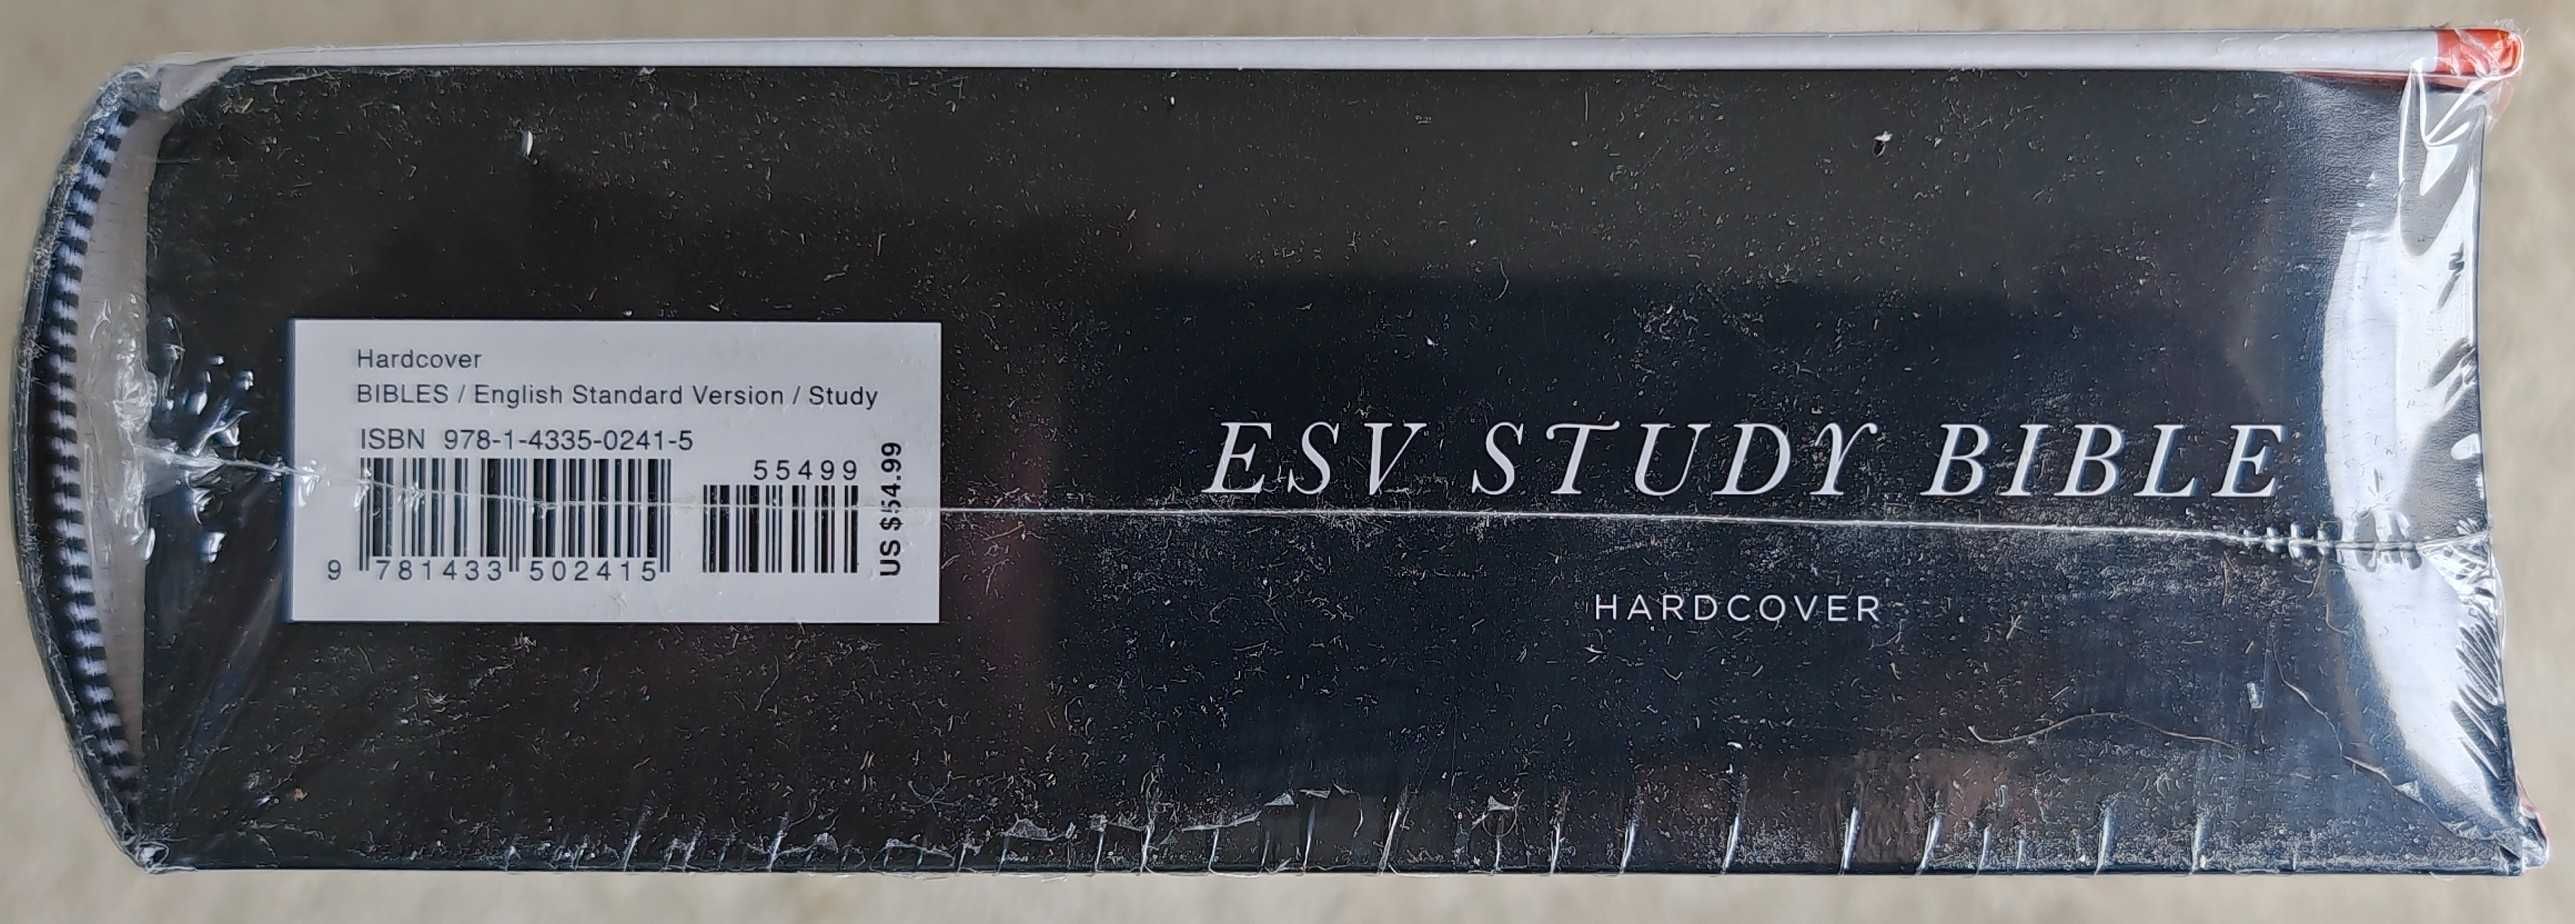 Hardcover
BIBLES / English Standard Version / Study
ISBN 978-1-4335-0241-5
55499
9 781433 502415
US $54.99
ESV STUDY BIBLE
HARDCOVER